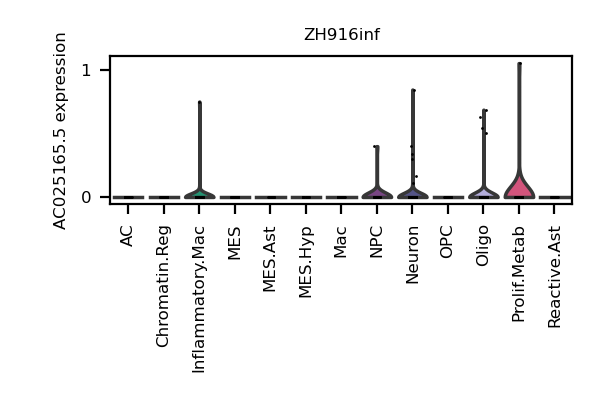 ZH916inf
AC025165.5 expression
1
0
AC
Chromatin.Reg
Inflammatory.Mac
MES
MES.Ast
MES.Hyp
Mac
NPC
Neuron
OPC
Oligo
Prolif.Metab
Reactive.Ast